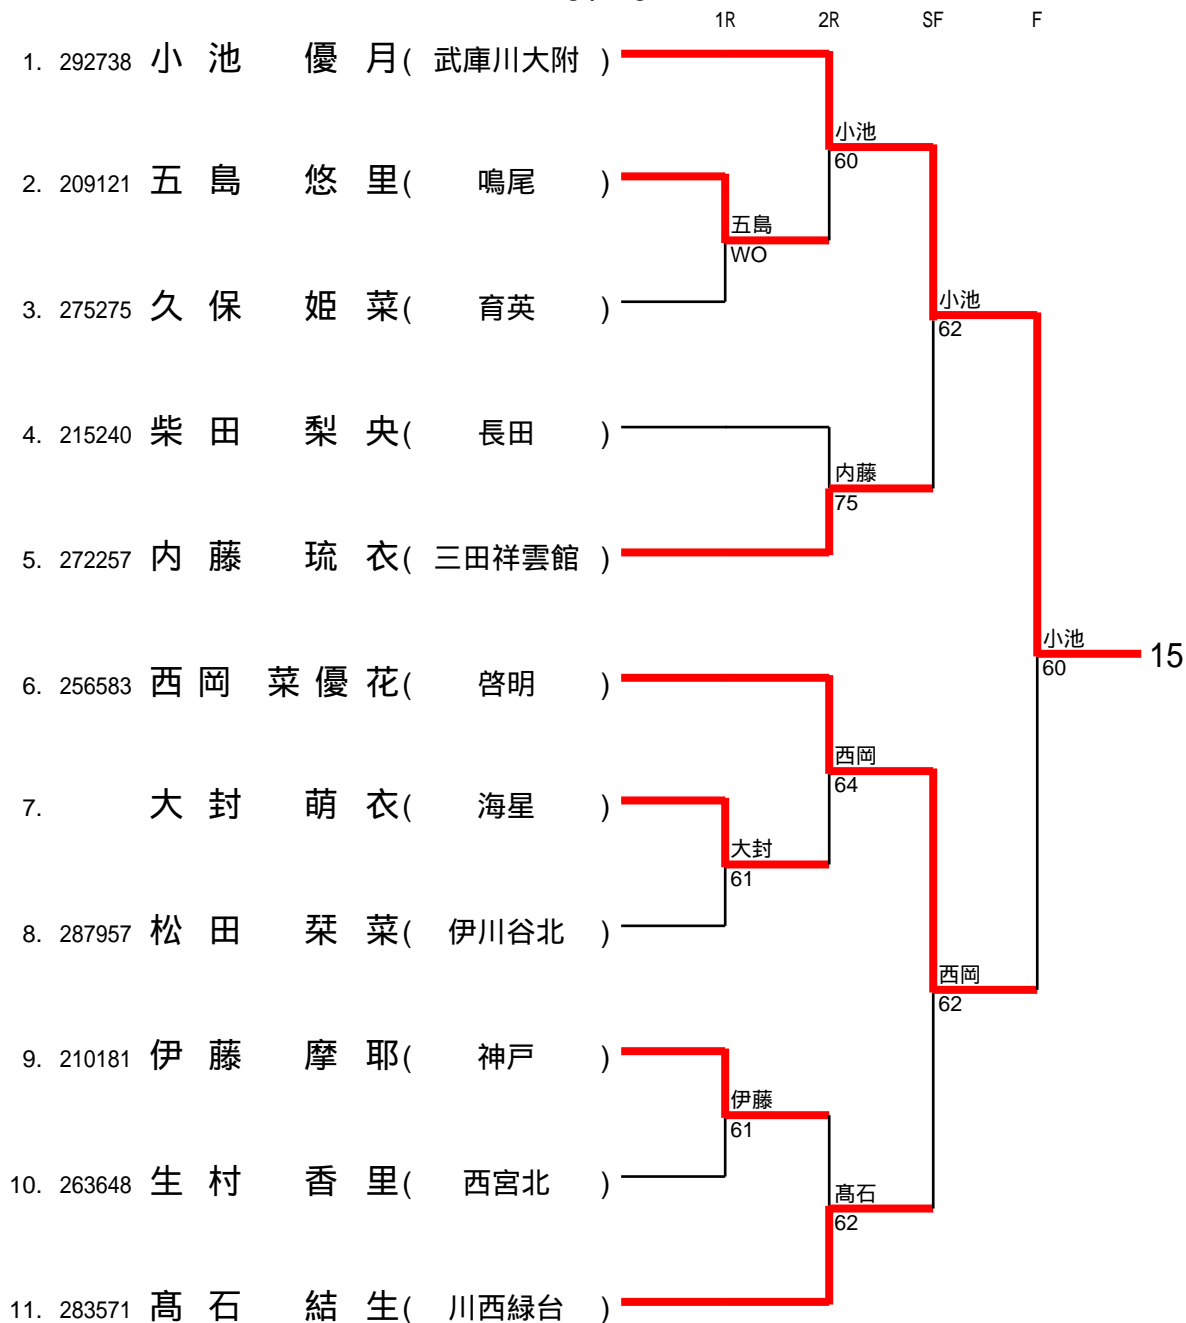 1R 2R SF F
1. 292738 小池 優月( 武庫川大附 )
小池
60
2. 209121 五島 悠里( 鳴尾 )
五島
WO
3. 275275 久保 姫菜( 育英 )
小池
62
4. 215240 柴田 梨央( 長田 )
内藤
75
5. 272257 内藤 琉衣( 三田祥雲館 )
小池
60
15
6. 256583 西岡 菜優花( 啓明 )
西岡
64
7. 大封 萌衣( 海星 )
大封
61
8. 287957 松田 栞菜( 伊川谷北 )
西岡
62
9. 210181 伊藤 摩耶( 神戸 )
伊藤
61
10. 263648 生村 香里( 西宮北 )
髙石
62
11. 283571 髙石 結生( 川西緑台 )